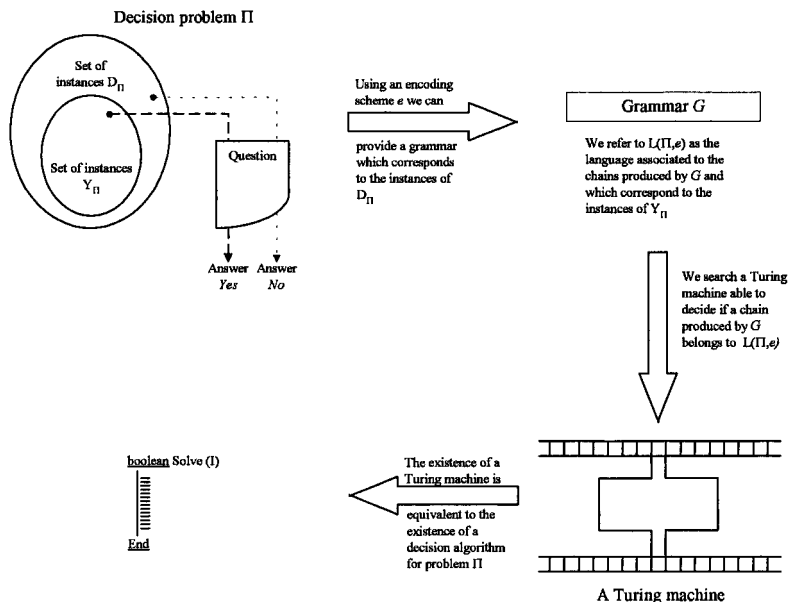 Decision problem Π
Set of
instances DΠ
Set of instances
YΠ
Question
Answer Answer
Yes No
Using an encoding
scheme e we can
provide a grammar
which corresponds
to the instances of
DΠ
Grammar G
We refer to L(Π,e) as the
language associated to the
chains produced by G and
which correspond to the
instances of YΠ
We search a Turing
machine able to
decide if a chain
produced by G
belongs to L(Π,e)
A Turing machine
The existence of a
Turing machine is
equivalent to the
existence of a
decision algorithm
for problem Π
boolean Solve (I)
End